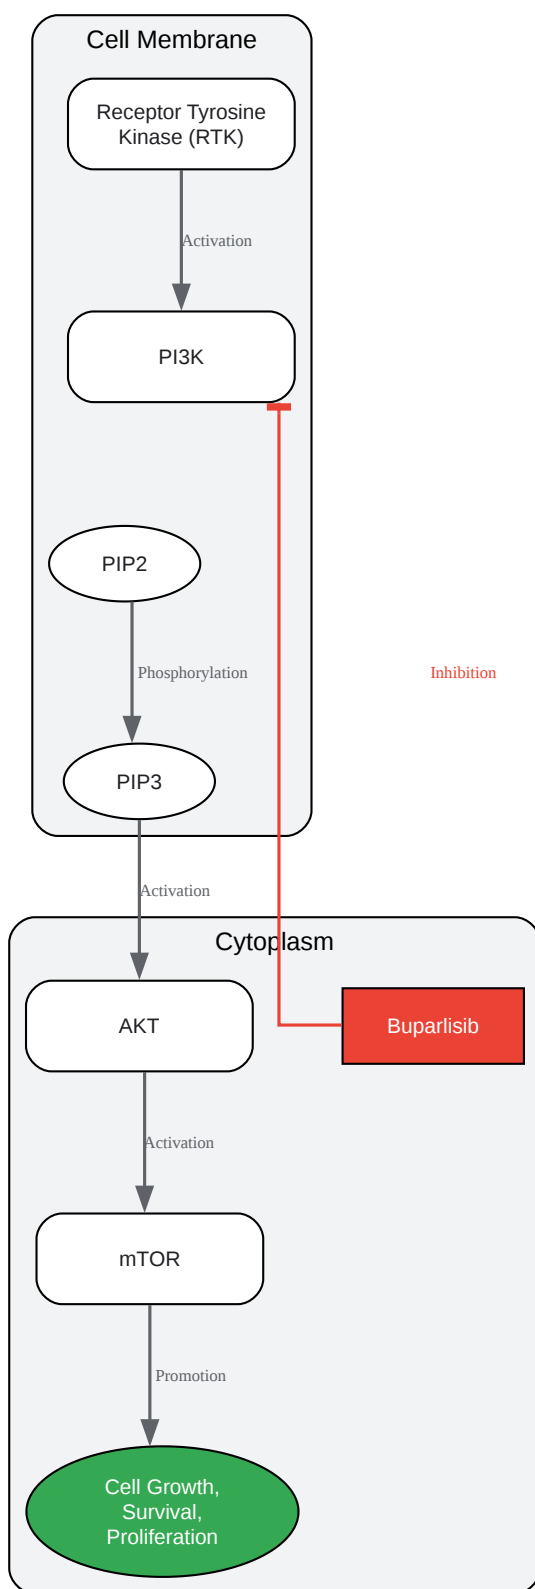 Cell Membrane
Receptor Tyrosine
Kinase (RTK)
Activation
PI3K
PIP2
Phosphorylation
Inhibition
PIP3
Activation
Cytoplasm
AKT
Buparlisib
Activation
mTOR
Promotion
Cell Growth,
Survival,
Proliferation